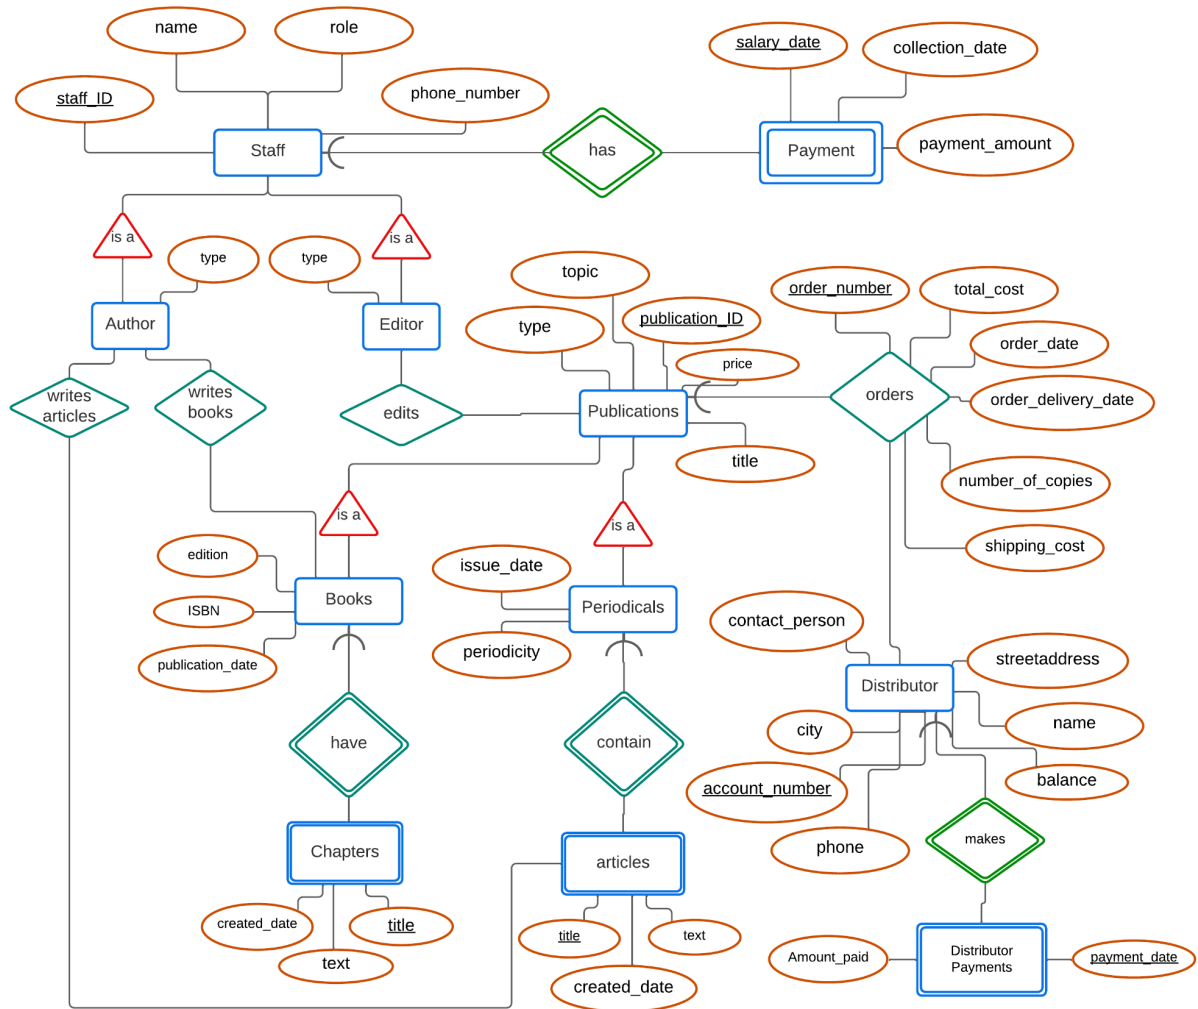 name
role
salary_date
collection_date
staff_ID
phone_number
Staff
has
Payment
payment_amount
is a
is a
type
type
topic
order_number
total_cost
Author
Editor
type
publication_ID
order_date
price
writes
articles
writes
books
edits
Publications
orders
order_delivery_date
title
number_of_copies
is a
is a
shipping_cost
edition
issue_date
ISBN
Books
Periodicals
contact_person
publication_date
periodicity
streetaddress
Distributor
have
contain
city
name
account_number
balance
makes
phone
Chapters
articles
created_date
title
text
title
text
created_date
Amount_paid
Distributor
Payments
payment_date